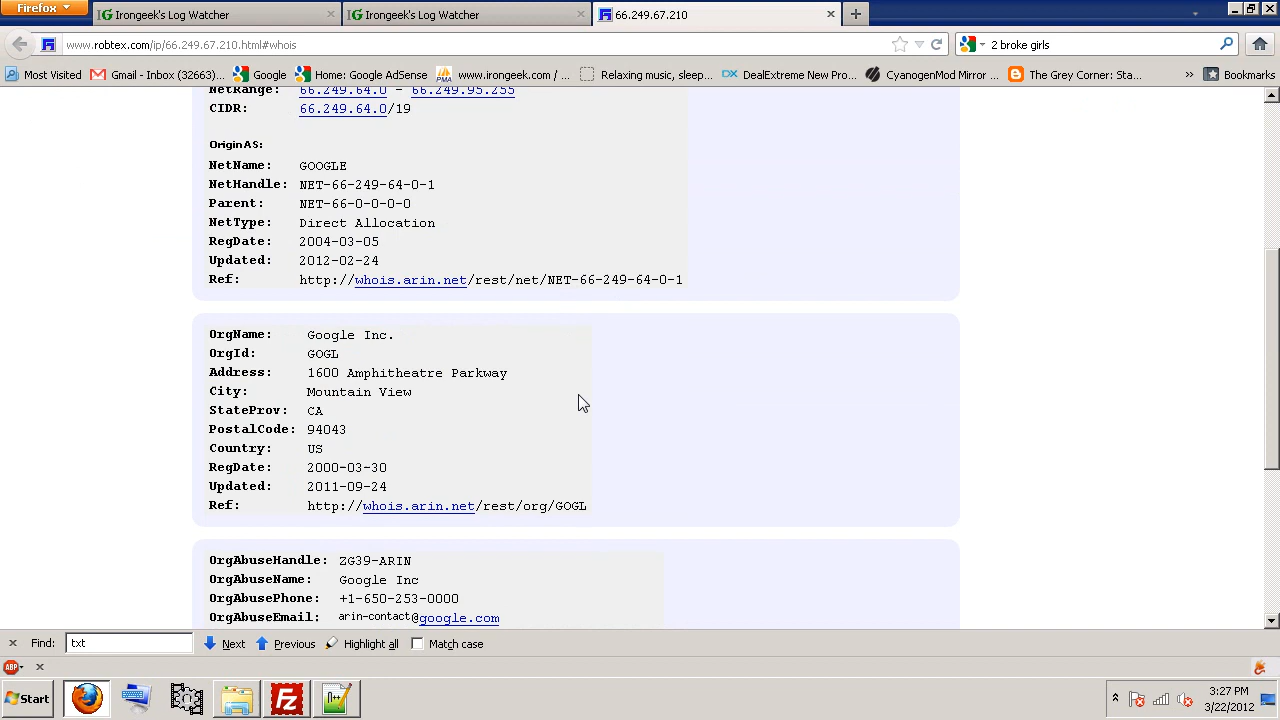 Firefox
IG Irongeek's Log Watcher
IG Irongeek's Log Watcher
66.249.67.210
www.robtex.com/ip/66.249.67.210.html#whois
2 broke girls
Most Visited
Gmail - Inbox (32663)...
Google
Home: Google AdSense
PMA www.irongeek.com / ...
Relaxing music, sleep...
DX DealExtreme New Pro...
CyanogenMod Mirror ...
The Grey Corner: Sta...
»
Bookmarks
NetRange: 66.249.64.0 - 66.249.95.255
CIDR: 66.249.64.0/19
OriginAS:
NetName: GOOGLE
NetHandle: NET-66-249-64-0-1
Parent: NET-66-0-0-0-0
NetType: Direct Allocation
RegDate: 2004-03-05
Updated: 2012-02-24
Ref: http://whois.arin.net/rest/net/NET-66-249-64-0-1
OrgName: Google Inc.
OrgId: GOGL
Address: 1600 Amphitheatre Parkway
City: Mountain View
StateProv: CA
PostalCode: 94043
Country: US
RegDate: 2000-03-30
Updated: 2011-09-24
Ref: http://whois.arin.net/rest/org/GOGL
OrgAbuseHandle: ZG39-ARIN
OrgAbuseName: Google Inc
OrgAbusePhone: +1-650-253-0000
OrgAbuseEmail: arin-contact@google.com
Find: txt Next Previous Highlight all Match case
ABP
Start
Fz
3:27 PM
3/22/2012